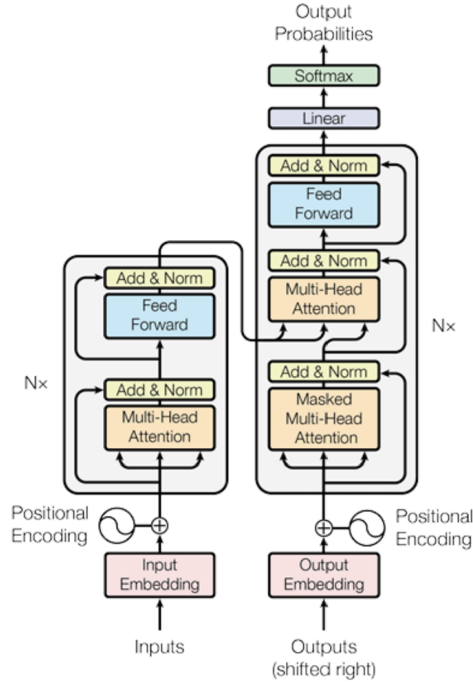 Output
Probabilities
Softmax
Linear
Add & Norm
Feed
Forward
Add & Norm
Multi-Head
Attention
Add & Norm
Masked
Multi-Head
Attention
N×
Add & Norm
Feed
Forward
Add & Norm
Multi-Head
Attention
N×
Positional
Encoding
Positional
Encoding
Input
Embedding
Output
Embedding
Inputs
Outputs
(shifted right)